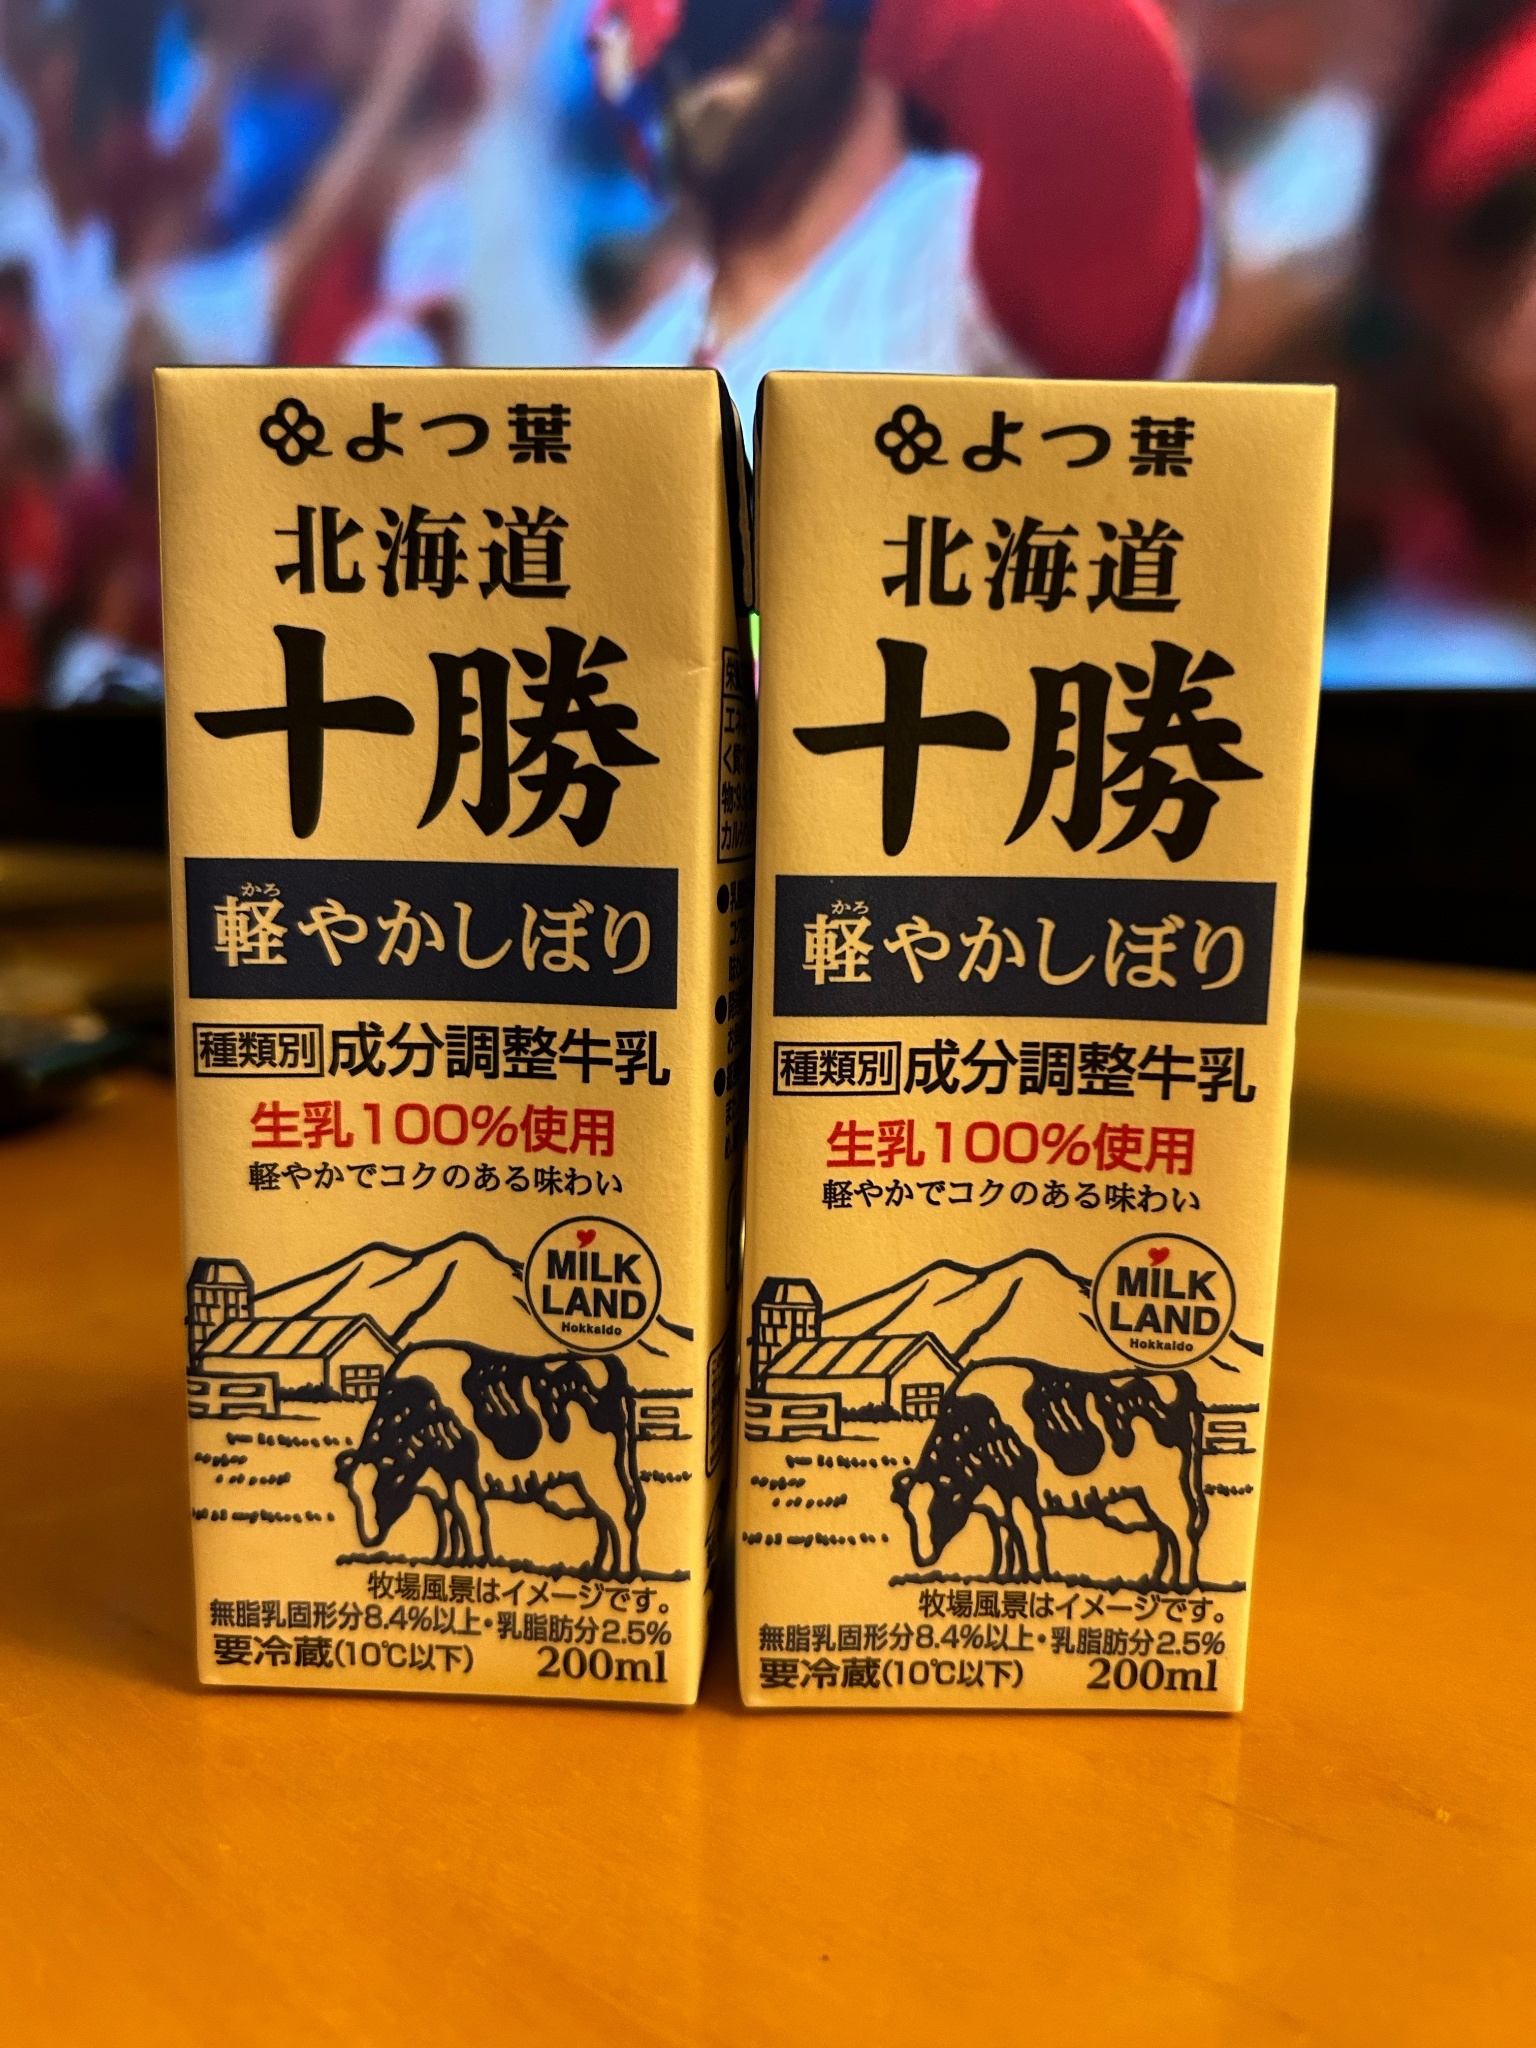 よつ葉
北海道
十勝
かろ
軽やかしぼり
種類別 成分調整牛乳
生乳100%使用
軽やかでコクのある味わい
MILK
LAND
Hokkaido
牧場風景はイメージです。
無脂乳固形分8.4%以上・乳脂肪分2.5%
要冷蔵(10℃以下) 200ml
よつ葉
北海道
十勝
かろ
軽やかしぼり
種類別 成分調整牛乳
生乳100%使用
軽やかでコクのある味わい
MILK
LAND
Hokkaido
牧場風景はイメージです。
無脂乳固形分8.4%以上・乳脂肪分2.5%
要冷蔵(10℃以下) 200ml